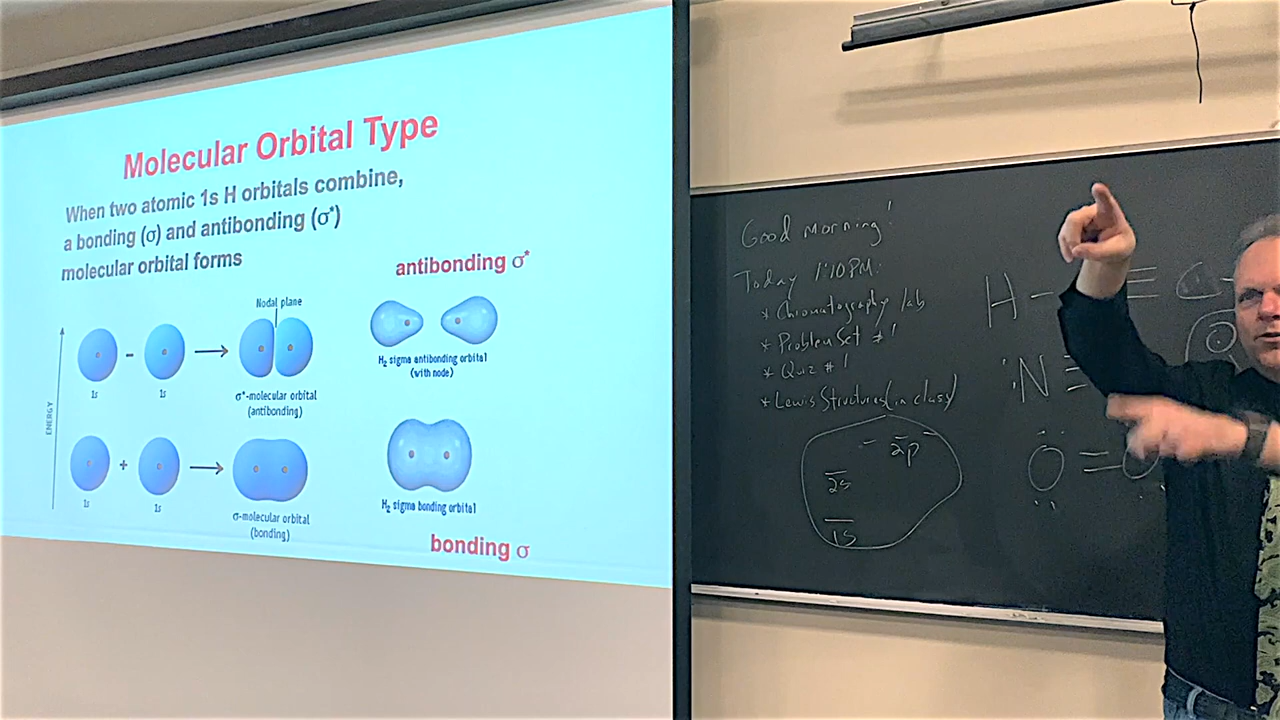 Molecular Orbital Type
When two atomic 1s H orbitals combine,
a bonding (σ) and antibonding (σ*)
molecular orbital forms
antibonding σ*
Nodal plane
ENERGY
-
1s
1s
σ*-molecular orbital
(antibonding)
H₂ sigma antibonding orbital
(with node)
+
1s
1s
σ-molecular orbital
(bonding)
H₂ sigma bonding orbital
bonding σ
Good Morning!
Today 1:10 PM:
* Chromatography lab
* Problem Set #1
* Quiz #1
* Lewis Structures (in class)
2p
2s
1s
H - ≡ C -
:N≡
O=O